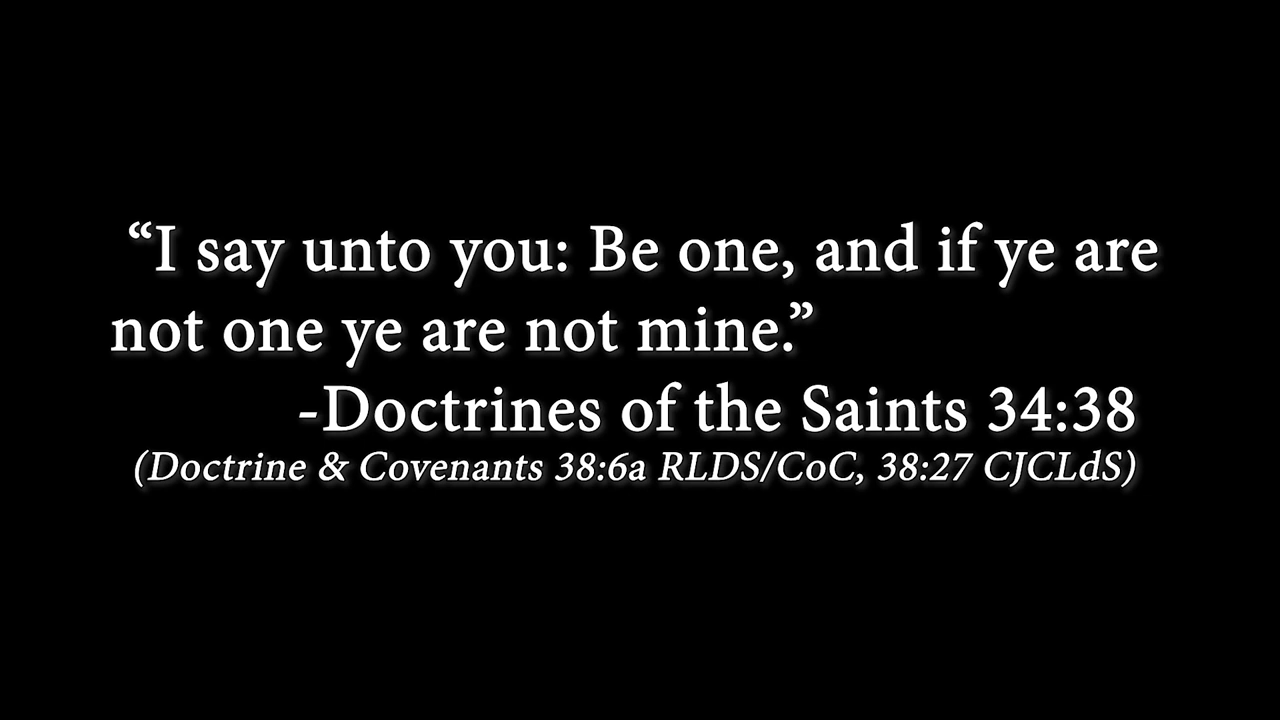 “I say unto you: Be one, and if ye are
not one ye are not mine.”
-Doctrines of the Saints 34:38
(Doctrine & Covenants 38:6a RLDS/CoC, 38:27 CJCLdS)